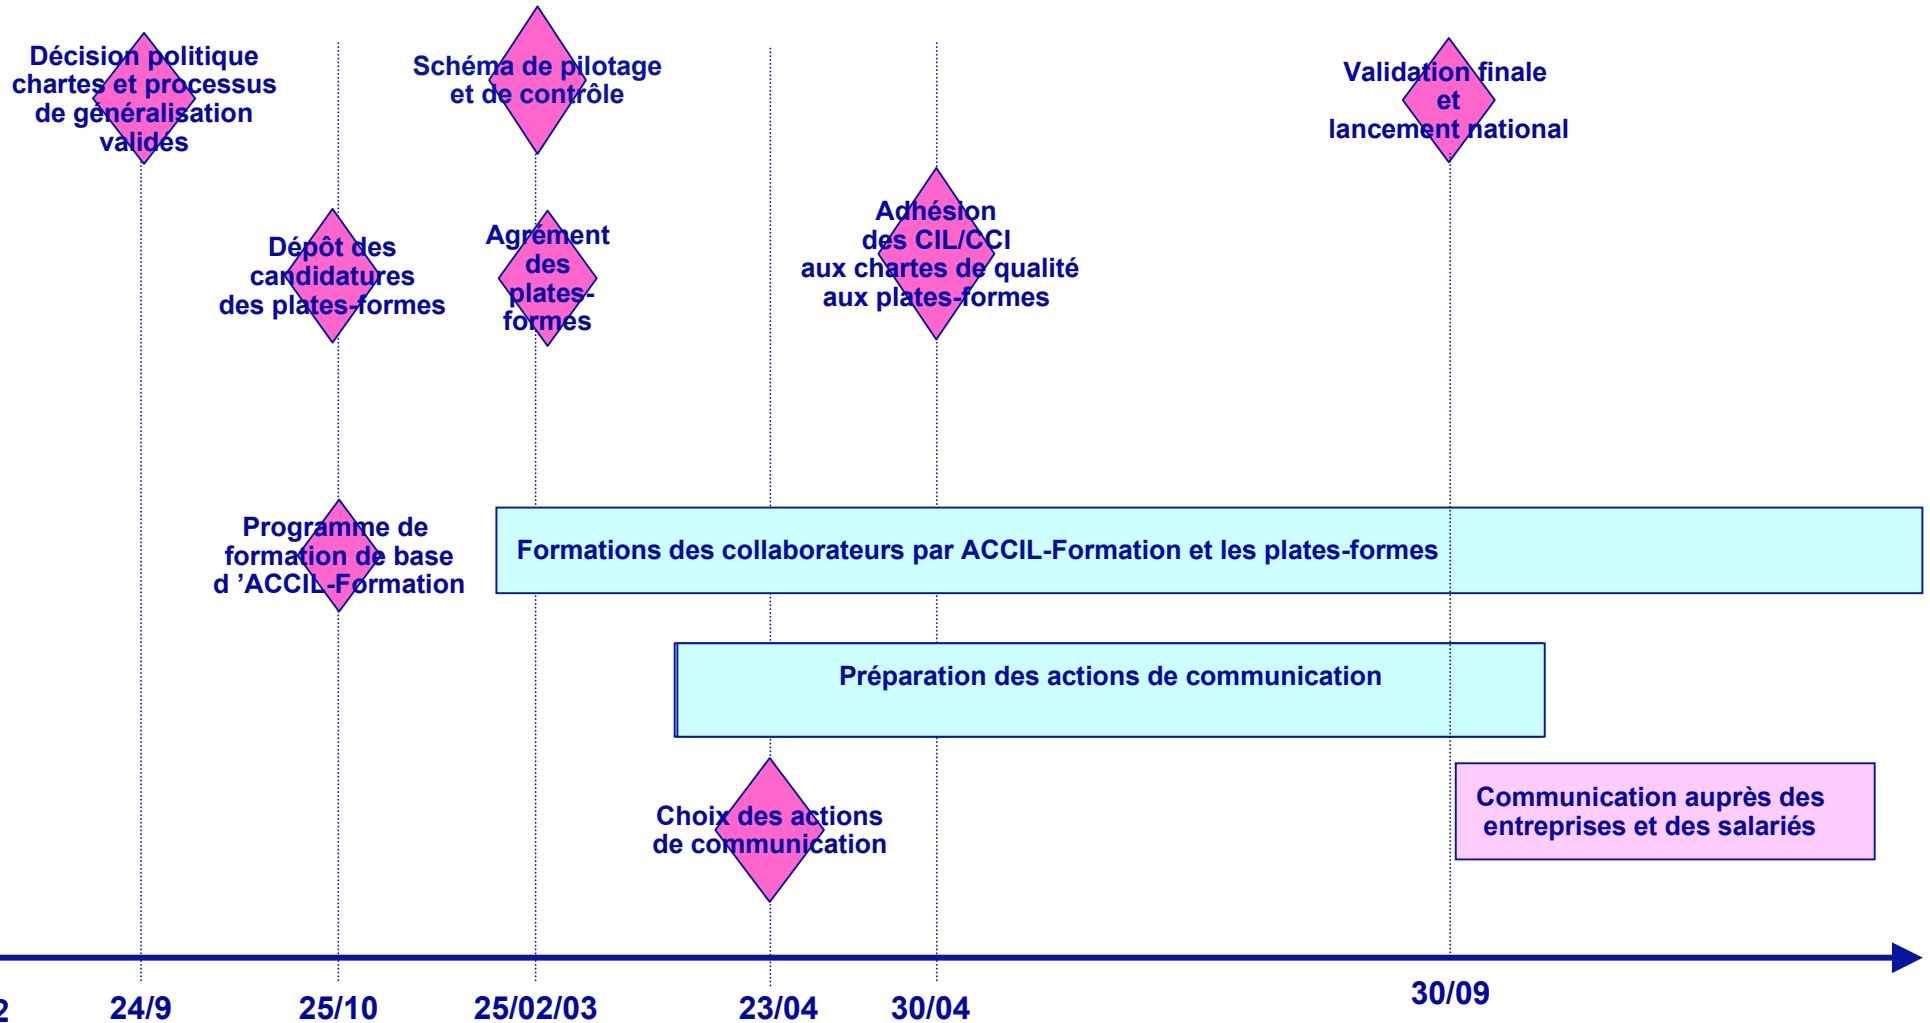 Décision politique
chartes et processus
de généralisation
validés
Schéma de pilotage
et de contrôle
Validation finale
et
lancement national
Dépôt des
candidatures
des plates-formes
Agrément
des
plates-
formes
Adhésion
des CIL/CCI
aux chartes de qualité
aux plates-formes
Programme de
formation de base
d ’ACCIL-Formation
Formations des collaborateurs par ACCIL-Formation et les plates-formes
Préparation des actions de communication
Choix des actions
de communication
Communication auprès des
entreprises et des salariés
2
24/9
25/10
25/02/03
23/04
30/04
30/09